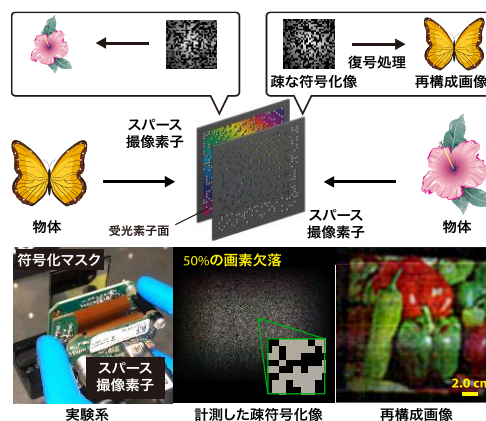 復号処理
疎な符号化像
再構成画像
スパース
撮像素子
受光素子面
スパース
撮像素子
物体
物体
符号化マスク
スパース
撮像素子
50%の画素欠落
2.0 cm
実験系
計測した疎符号化像
再構成画像